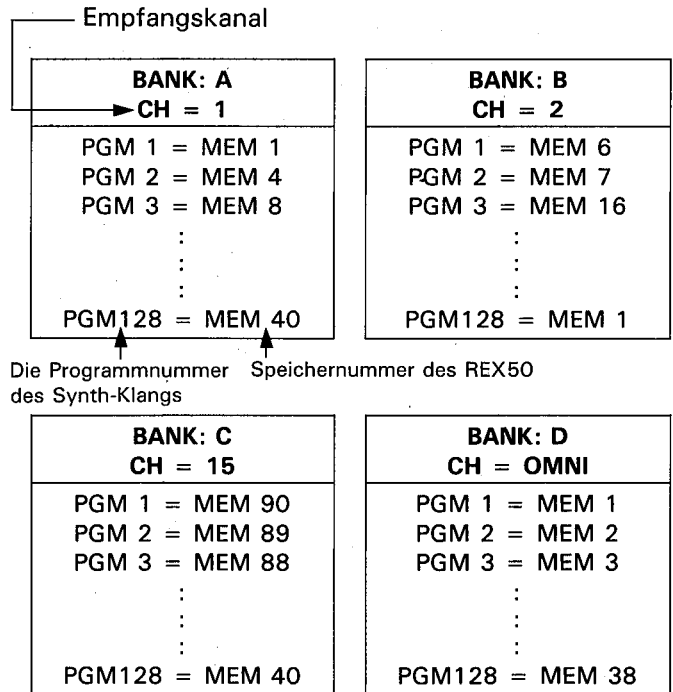 Empfangskanal
BANK: A
CH = 1
PGM 1 = MEM 1
PGM 2 = MEM 4
PGM 3 = MEM 8
:
:
:
PGM128 = MEM 40
BANK: B
CH = 2
PGM 1 = MEM 6
PGM 2 = MEM 7
PGM 3 = MEM 16
:
:
:
PGM128 = MEM 1
Die Programmnummer
des Synth-Klangs
Speichernummer des REX50
BANK: C
CH = 15
PGM 1 = MEM 90
PGM 2 = MEM 89
PGM 3 = MEM 88
:
:
:
PGM128 = MEM 40
BANK: D
CH = OMNI
PGM 1 = MEM 1
PGM 2 = MEM 2
PGM 3 = MEM 3
:
:
:
PGM128 = MEM 38